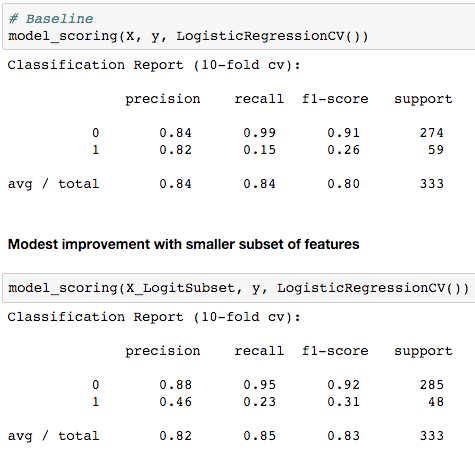 # Baseline
model_scoring(X, y, LogisticRegressionCV())
Classification Report (10-fold cv):
precision recall f1-score support
0 0.84 0.99 0.91 274
1 0.82 0.15 0.26 59
avg / total 0.84 0.84 0.80 333
Modest improvement with smaller subset of features
model_scoring(X_LogitSubset, y, LogisticRegressionCV())
Classification Report (10-fold cv):
precision recall f1-score support
0 0.88 0.95 0.92 285
1 0.46 0.23 0.31 48
avg / total 0.82 0.85 0.83 333